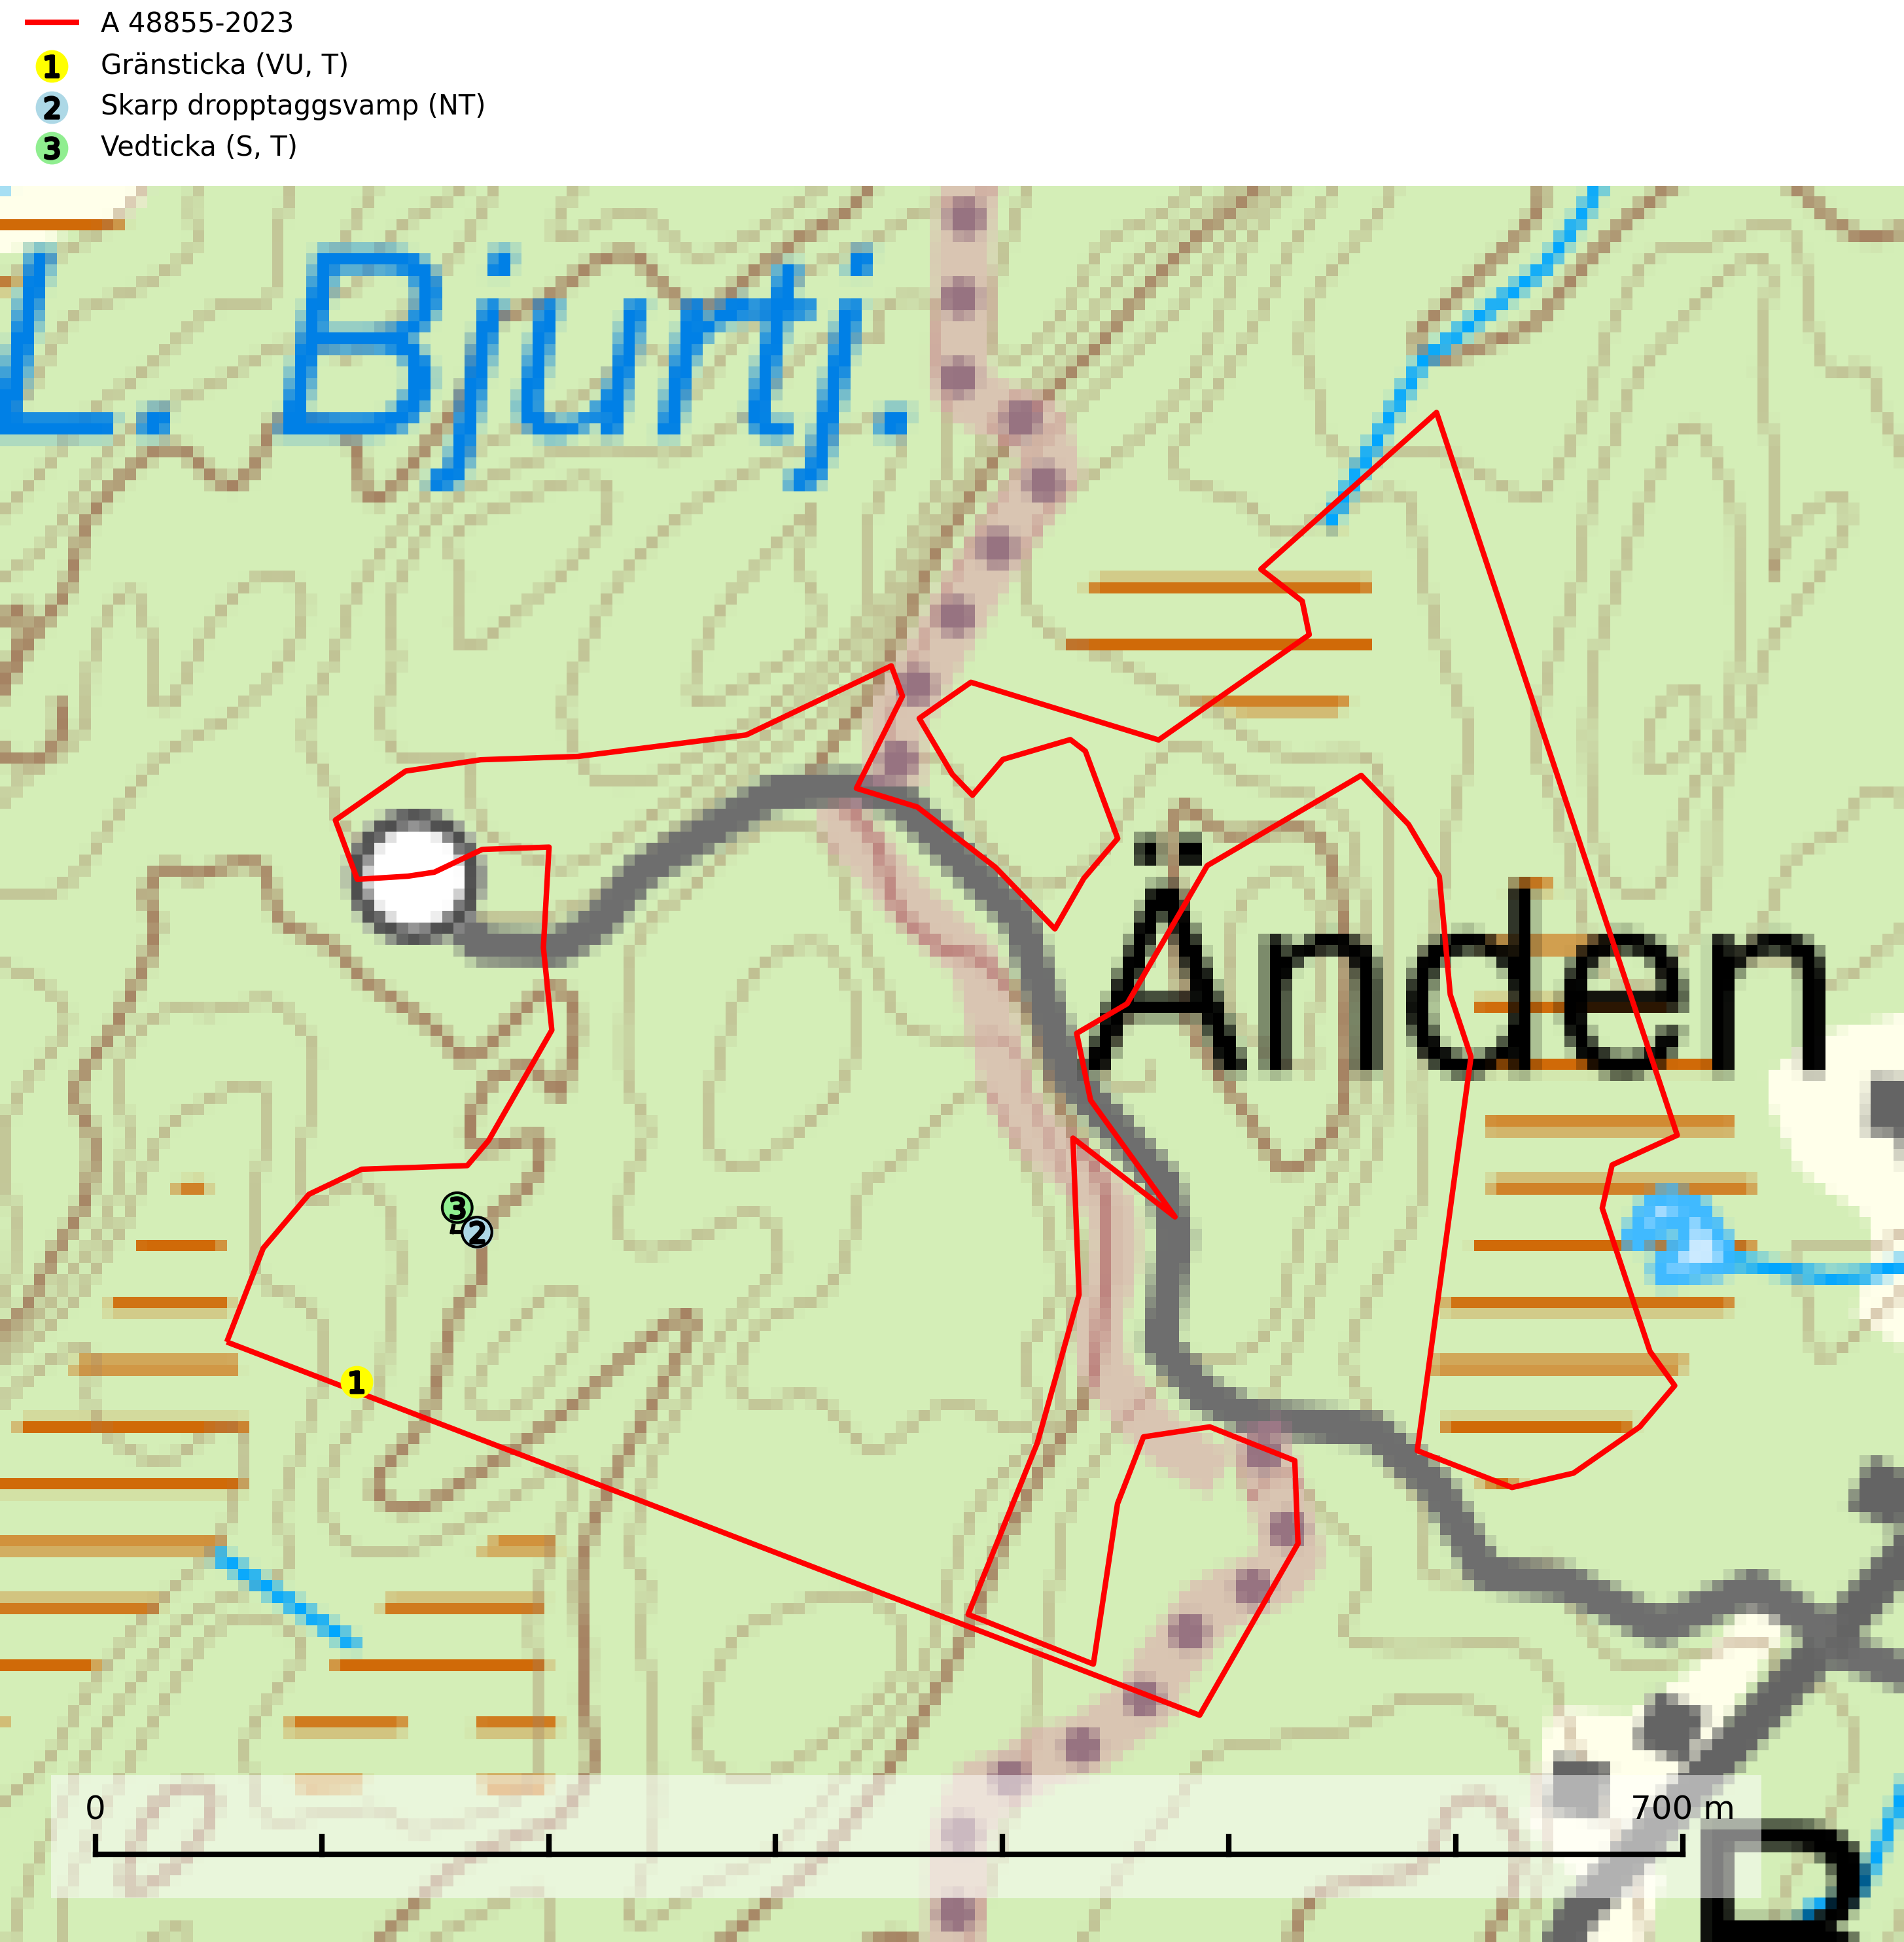 A 48855-2023
1 Gränsticka (VU, T)
2 Skarp dropptaggsvamp (NT)
3 Vedticka (S, T)
L. Bjurtj.
Änden
3
2
1
0 700 m